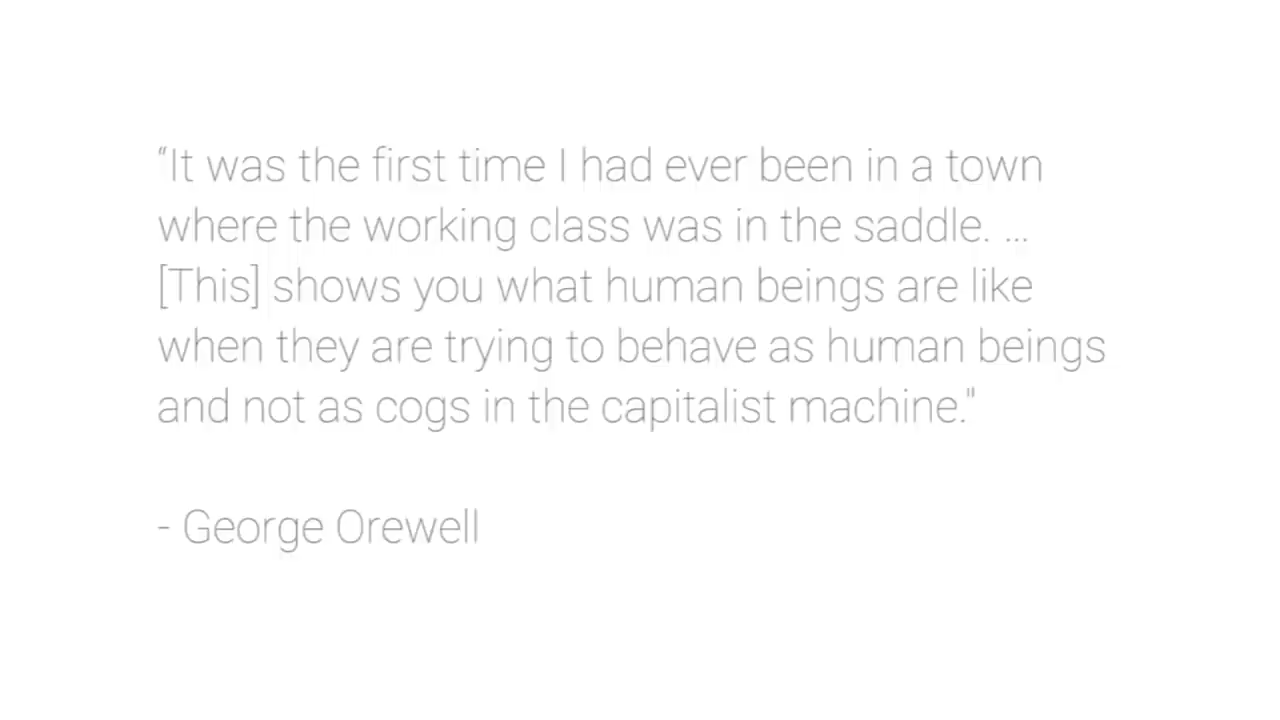 “It was the first time I had ever been in a town
where the working class was in the saddle. ...
[This] shows you what human beings are like
when they are trying to behave as human beings
and not as cogs in the capitalist machine."
- George Orewell